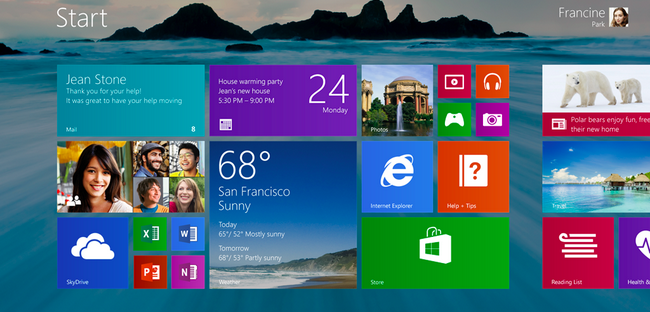 Start
Francine
Park
Jean Stone
Thank you for your help!
It was great to have your help moving
Mail
8
House warming party
Jean's new house
5:30 PM – 9:00 PM
24
Monday
Photos
Polar bears enjoy fun, free
their new home
68°
San Francisco
Sunny
Today
65°/ 52° Mostly sunny
Tomorrow
68°/ 53° Partly sunny
Weather
Internet Explorer
Help + Tips
Travel
SkyDrive
X
W
P
N
Store
Reading List
Health &